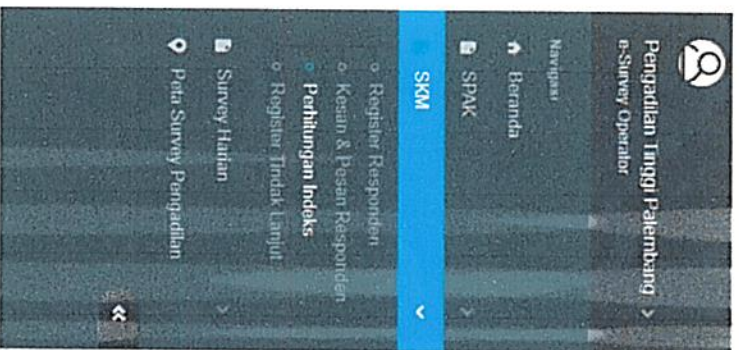 Pengadilan Tinggi Palembang
e-Survey Operator
Navigasi
Beranda
SPAK
SKM
Register Responden
Kesan & Pesan Responden
Perhitungan Indeks
Register Tindak Lanjut
Survey Harian
Peta Survey Pengadilan